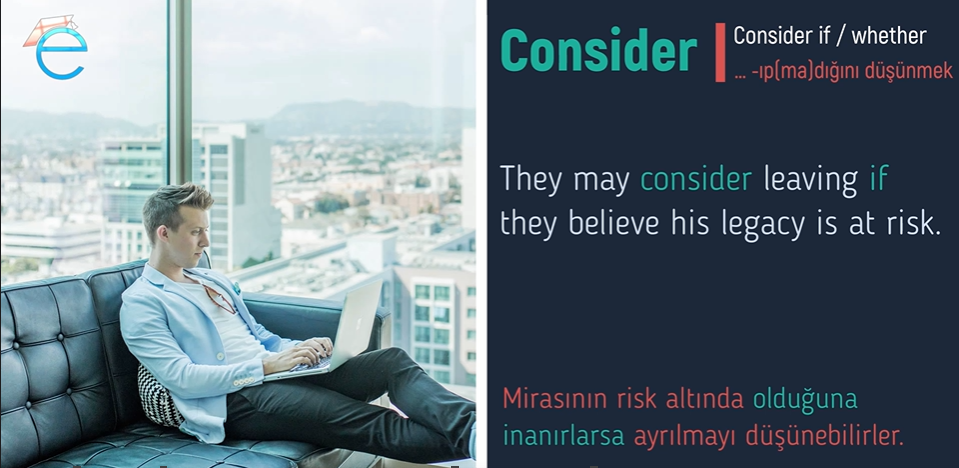 e
Consider
Consider if / whether
... -ıp(ma)dığını düşünmek
They may consider leaving if
they believe his legacy is at risk.
Mirasının risk altında olduğuna
inanırlarsa ayrılmayı düşünebilirler.